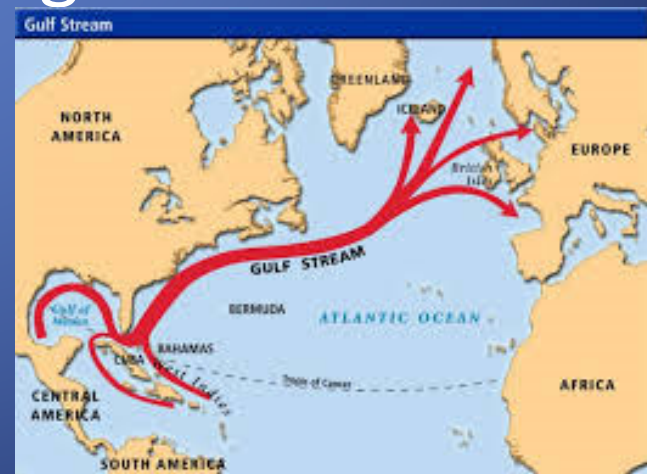 Gulf Stream
GREENLAND
ICELAND
NORTH
AMERICA
EUROPE
British
Isles
GULF STREAM
Gulf of
Mexico
BERMUDA
ATLANTIC OCEAN
BAHAMAS
CUBA
West Indies
Tropic of Cancer
AFRICA
CENTRAL
AMERICA
SOUTH AMERICA